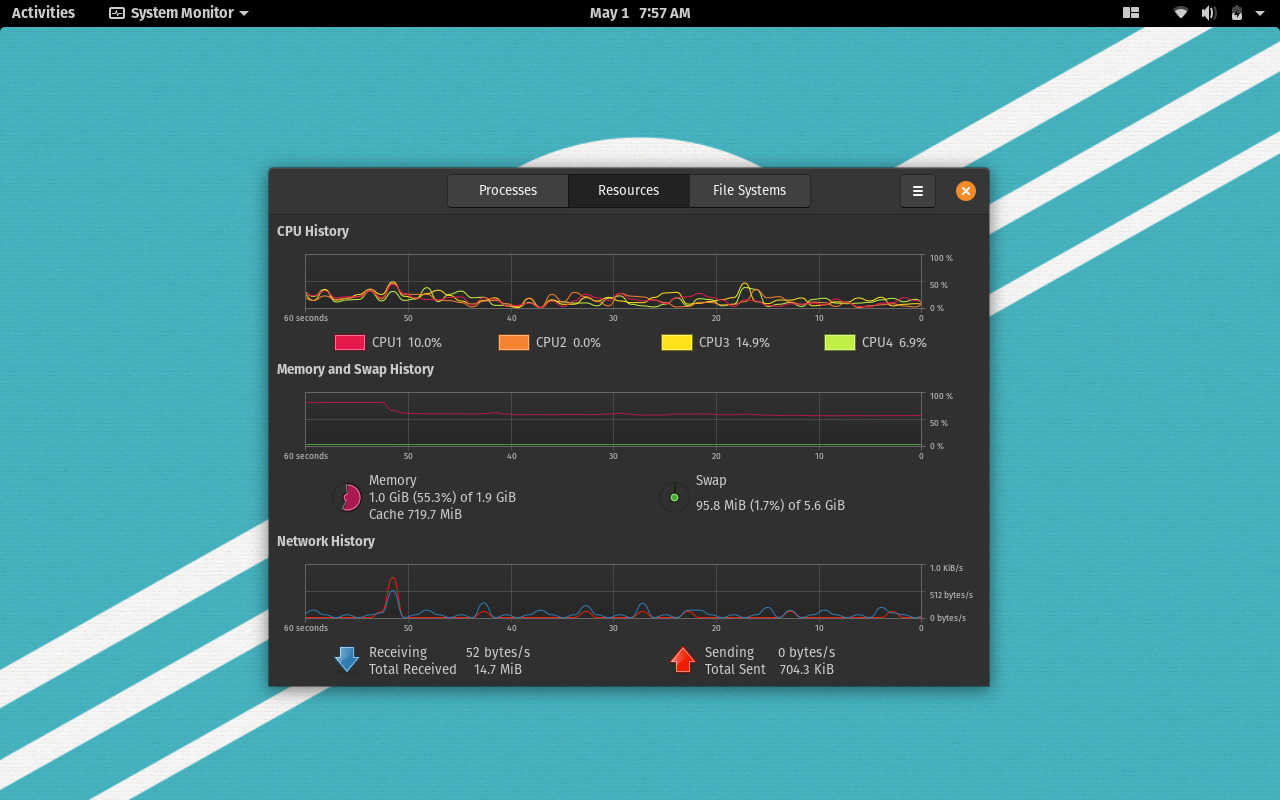 Activities System Monitor May 1 7:57 AM
Processes Resources File Systems
CPU History
100 %
50 %
0 %
60 seconds 50 40 30 20 10 0
CPU1 10.0% CPU2 0.0% CPU3 14.9% CPU4 6.9%
Memory and Swap History
100 %
50 %
0 %
60 seconds 50 40 30 20 10 0
Memory
1.0 GiB (55.3%) of 1.9 GiB
Cache 719.7 MiB
Swap
95.8 MiB (1.7%) of 5.6 GiB
Network History
1.0 KiB/s
512 bytes/s
0 bytes/s
60 seconds 50 40 30 20 10 0
Receiving 52 bytes/s
Total Received 14.7 MiB
Sending 0 bytes/s
Total Sent 704.3 KiB